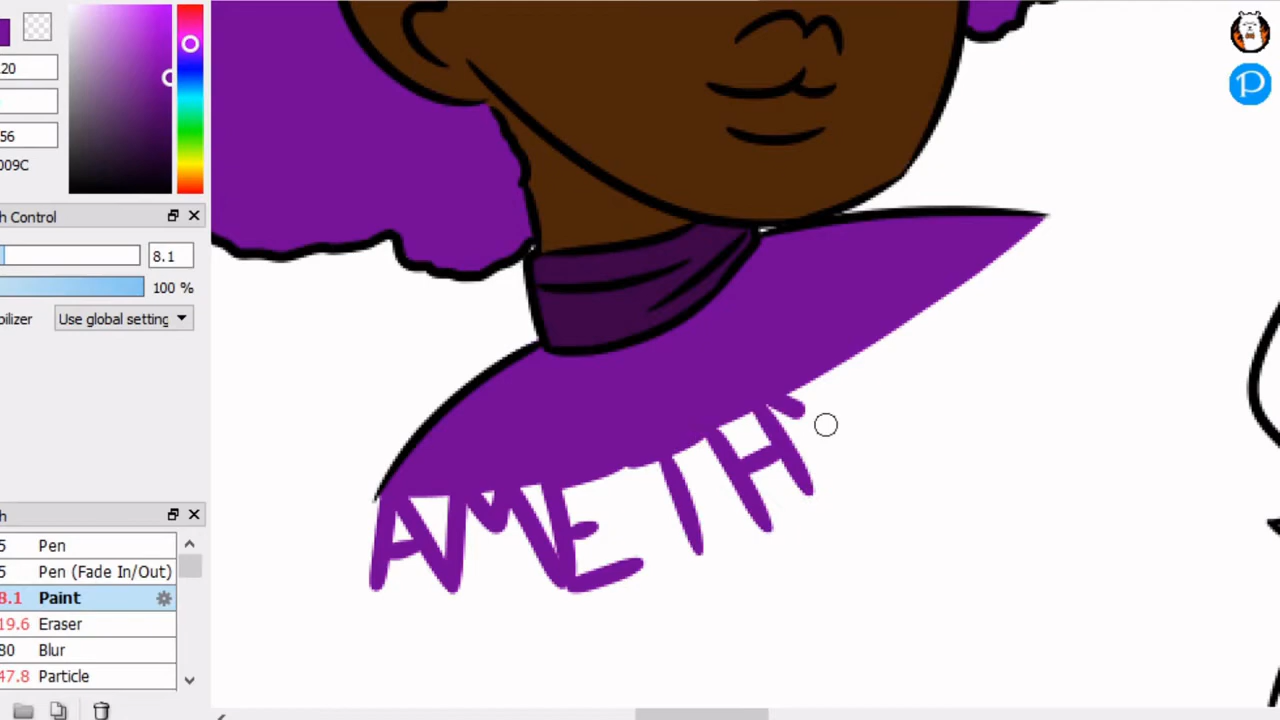 20
56
009C
h Control
8.1
100 %
bilizer
Use global setting
h
5 Pen
5 Pen (Fade In/Out)
8.1 Paint
19.6 Eraser
80 Blur
47.8 Particle
AMETH
P